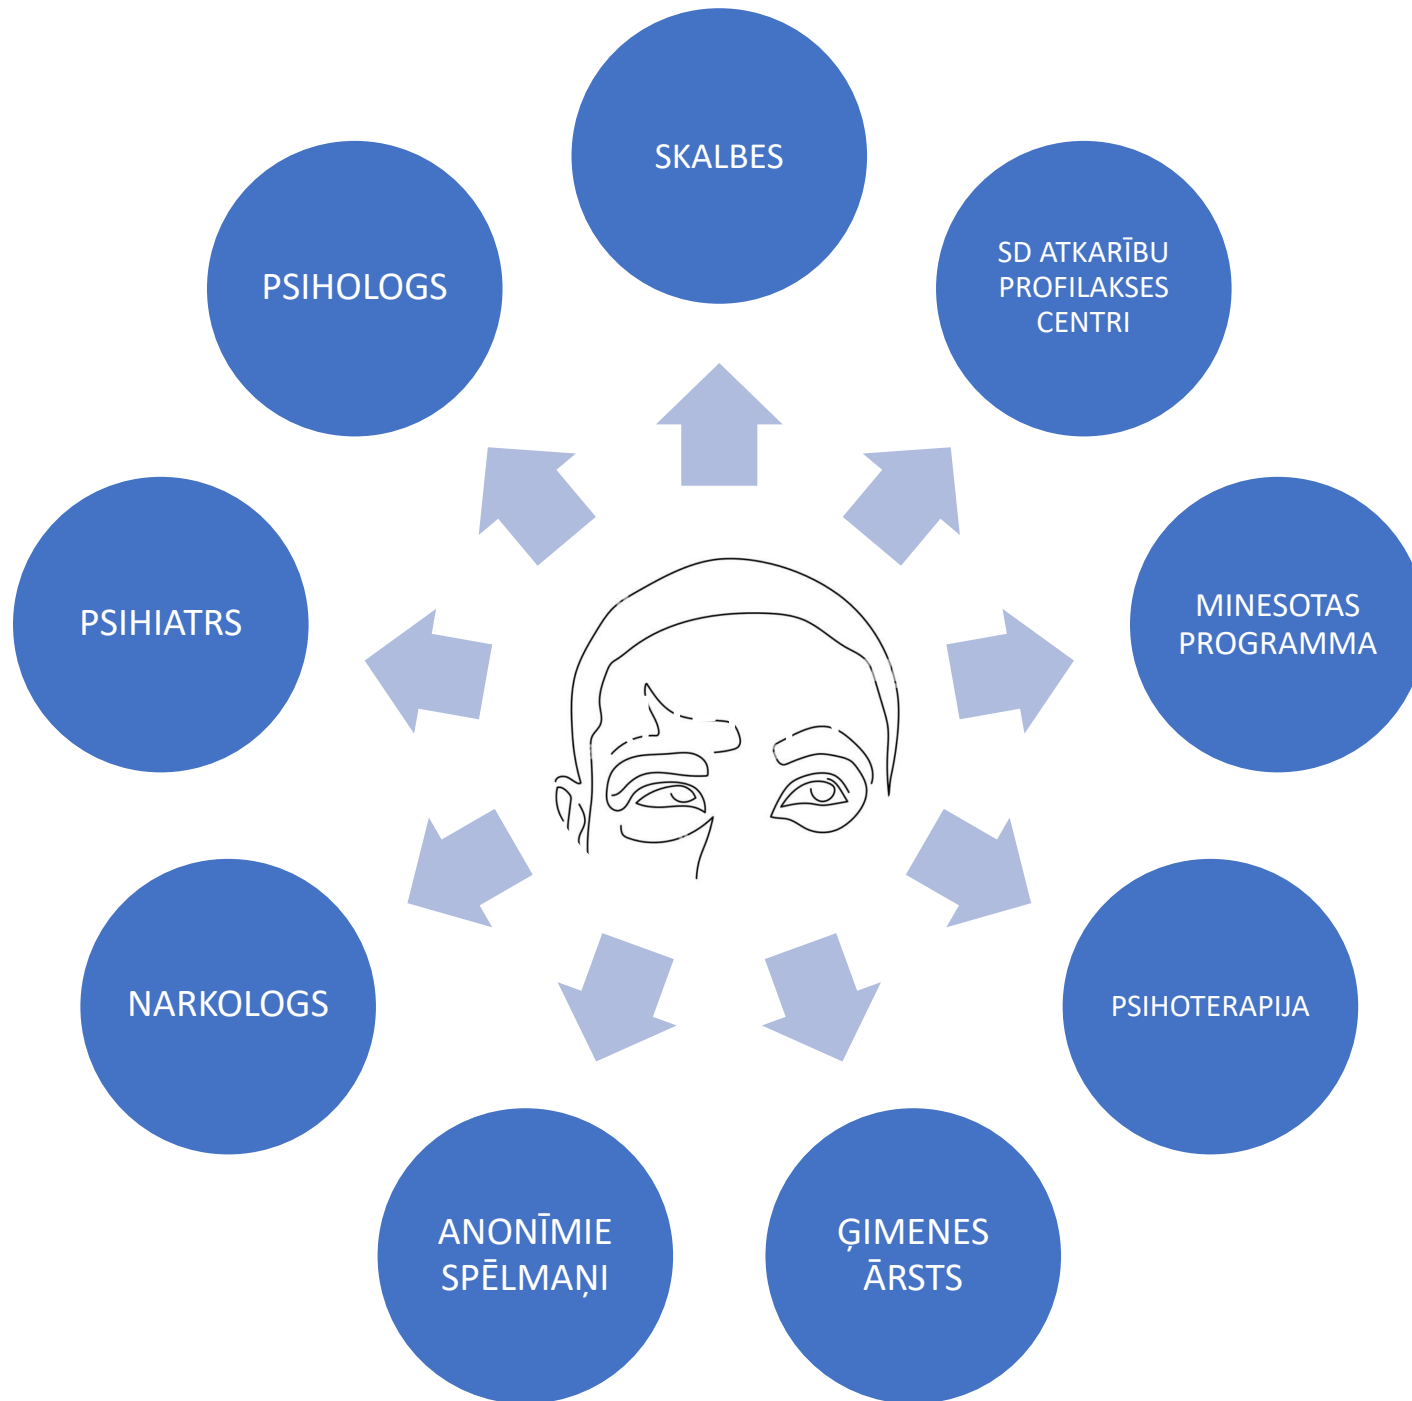 SKALBES
SD ATKARĪBU
PROFILAKSES
CENTRI
MINESOTAS
PROGRAMMA
PSIHOTERAPIJA
ĢIMENES
ĀRSTS
ANONĪMIE
SPĒLMAŅI
NARKOLOGS
PSIHIATRS
PSIHOLOGS